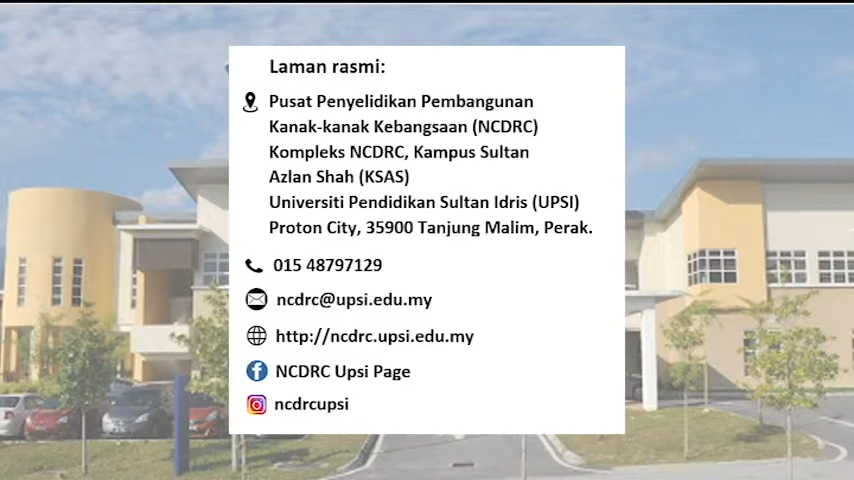 Laman rasmi:
Pusat Penyelidikan Pembangunan
Kanak-kanak Kebangsaan (NCDRC)
Kompleks NCDRC, Kampus Sultan
Azlan Shah (KSAS)
Universiti Pendidikan Sultan Idris (UPSI)
Proton City, 35900 Tanjung Malim, Perak.
015 48797129
ncdrc@upsi.edu.my
http://ncdrc.upsi.edu.my
NCDRC Upsi Page
ncdrcupsi